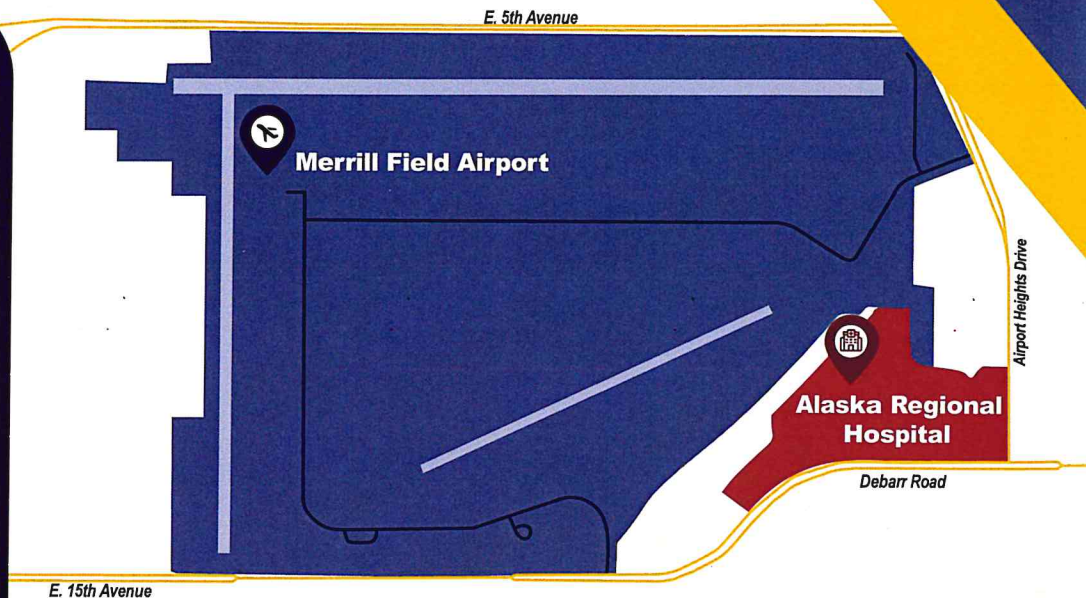 E. 5th Avenue
Merrill Field Airport
Airport Heights Drive
Alaska Regional
Hospital
Debarr Road
E. 15th Avenue